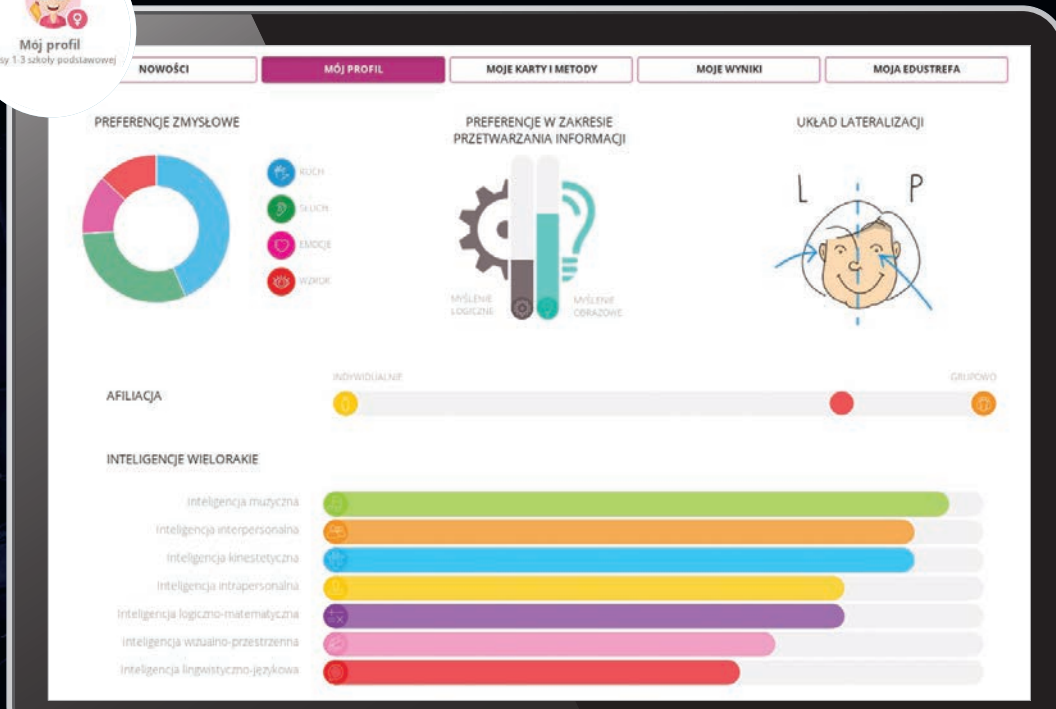 Mój profil
sy 1-3 szkoły podstawowej
NOWOŚCI
MÓJ PROFIL
MOJE KARTY I METODY
MOJE WYNIKI
MOJA EDUSTREFA
PREFERENCJE ZMYSŁOWE
RUCH
SŁUCH
EMOCJE
WZROK
PREFERENCJE W ZAKRESIE
PRZETWARZANIA INFORMACJI
MYŚLENIE
LOGICZNE
MYŚLENIE
OBRAZOWE
UKŁAD LATERALIZACJI
L
P
AFILIACJA
INDYWIDUALNIE
GRUPOWO
INTELIGENCJE WIELORAKIE
Inteligencja muzyczna
Inteligencja interpersonalna
Inteligencja kinestetyczna
Inteligencja intrapersonalna
Inteligencja logiczno-matematyczna
Inteligencja wizualno-przestrzenna
Inteligencja lingwistyczno-językowa